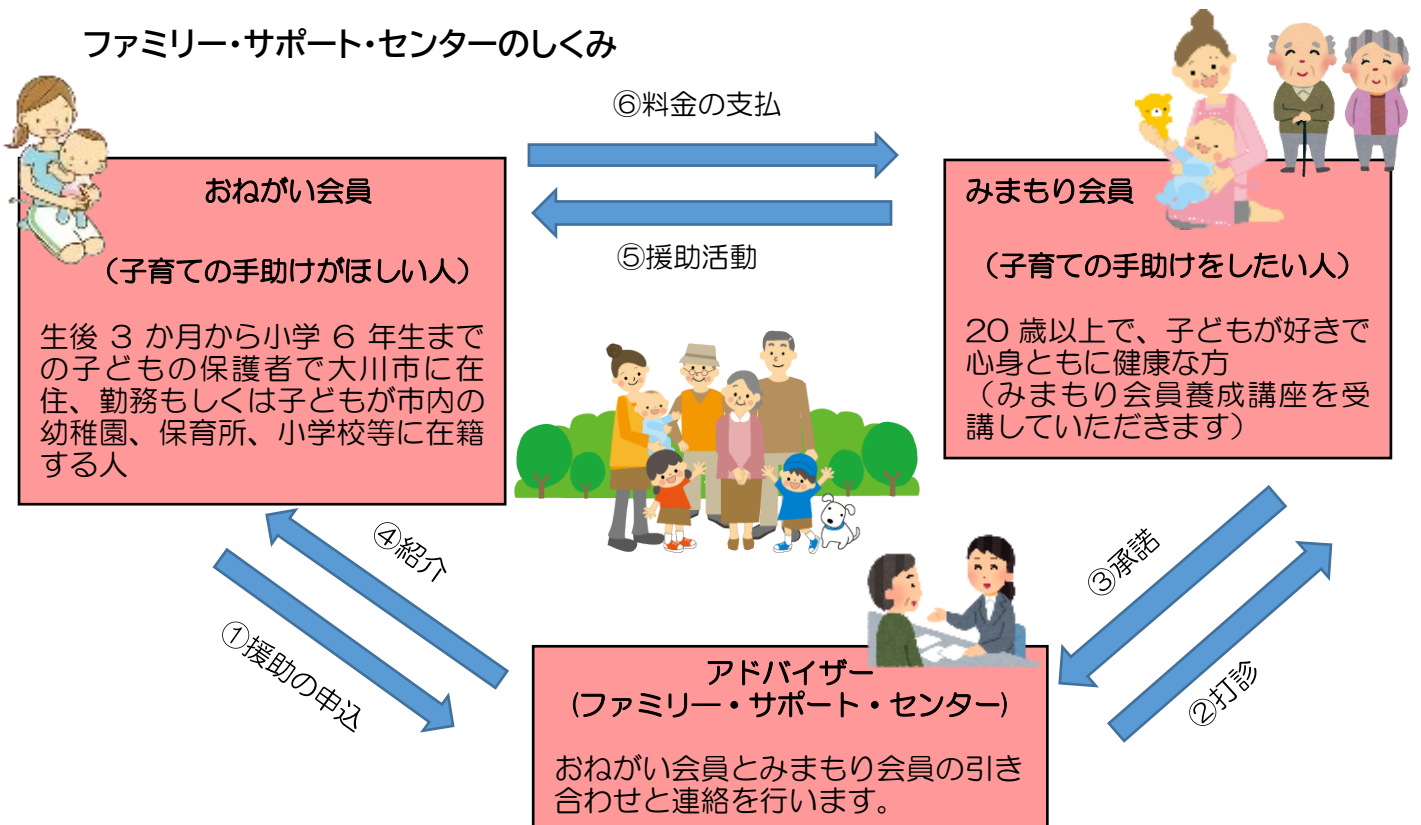 ファミリー・サポート・センターのしくみ
⑥料金の支払
おねがい会員
（子育ての手助けがほしい人）
生後 3 か月から小学 6 年生まで
の子どもの保護者で大川市に在
住、勤務もしくは子どもが市内の
幼稚園、保育所、小学校等に在籍
する人
⑤援助活動
みまもり会員
（子育ての手助けをしたい人）
20 歳以上で、子どもが好きで
心身ともに健康な方
（みまもり会員養成講座を受
講していただきます）
④紹介
①援助の申込
③承諾
②打診
アドバイザー
(ファミリ―・サポート・センター)
おねがい会員とみまもり会員の引き
合わせと連絡を行います。